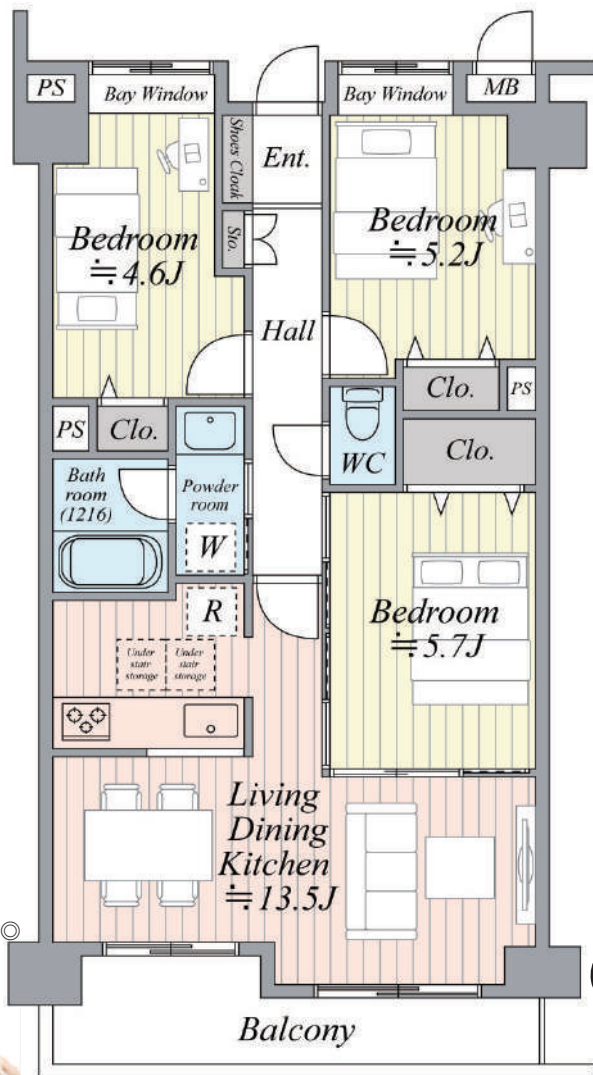 PS
Bay Window
Bay Window
MB
Shoes Cloak
Ent.
Sto.
Bedroom
≒4.6J
Bedroom
≒5.2J
Hall
PS
Clo.
WC
Clo.
PS
Clo.
Bath
room
(1216)
Powder
room
W
R
Under
stair
storage
Under
stair
storage
Bedroom
≒5.7J
Living
Dining
Kitchen
≒13.5J
◎
Balcony